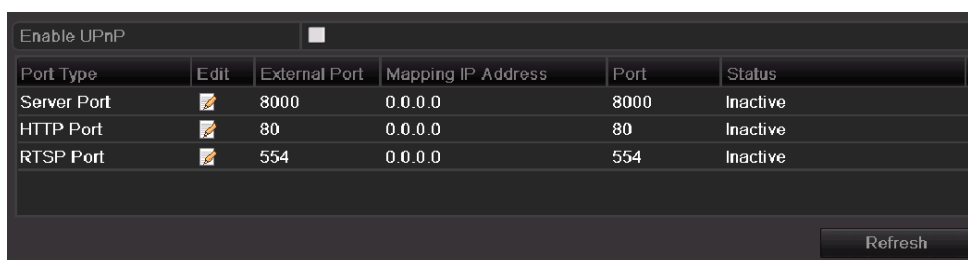 Enable UPnP
Port Type Edit External Port Mapping IP Address Port Status
Server Port 8000 0.0.0.0 8000 Inactive
HTTP Port 80 0.0.0.0 80 Inactive
RTSP Port 554 0.0.0.0 554 Inactive
Refresh